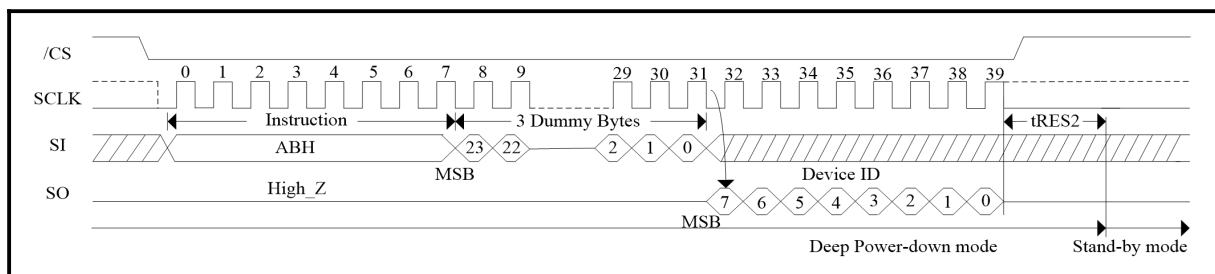 /CS
0 1 2 3 4 5 6 7 8 9 29 30 31 32 33 34 35 36 37 38 39
SCLK
Instruction 3 Dummy Bytes tRES2
SI ABH 23 22 2 1 0
MSB Device ID
SO High_Z 7 6 5 4 3 2 1 0
MSB
Deep Power-down mode Stand-by mode